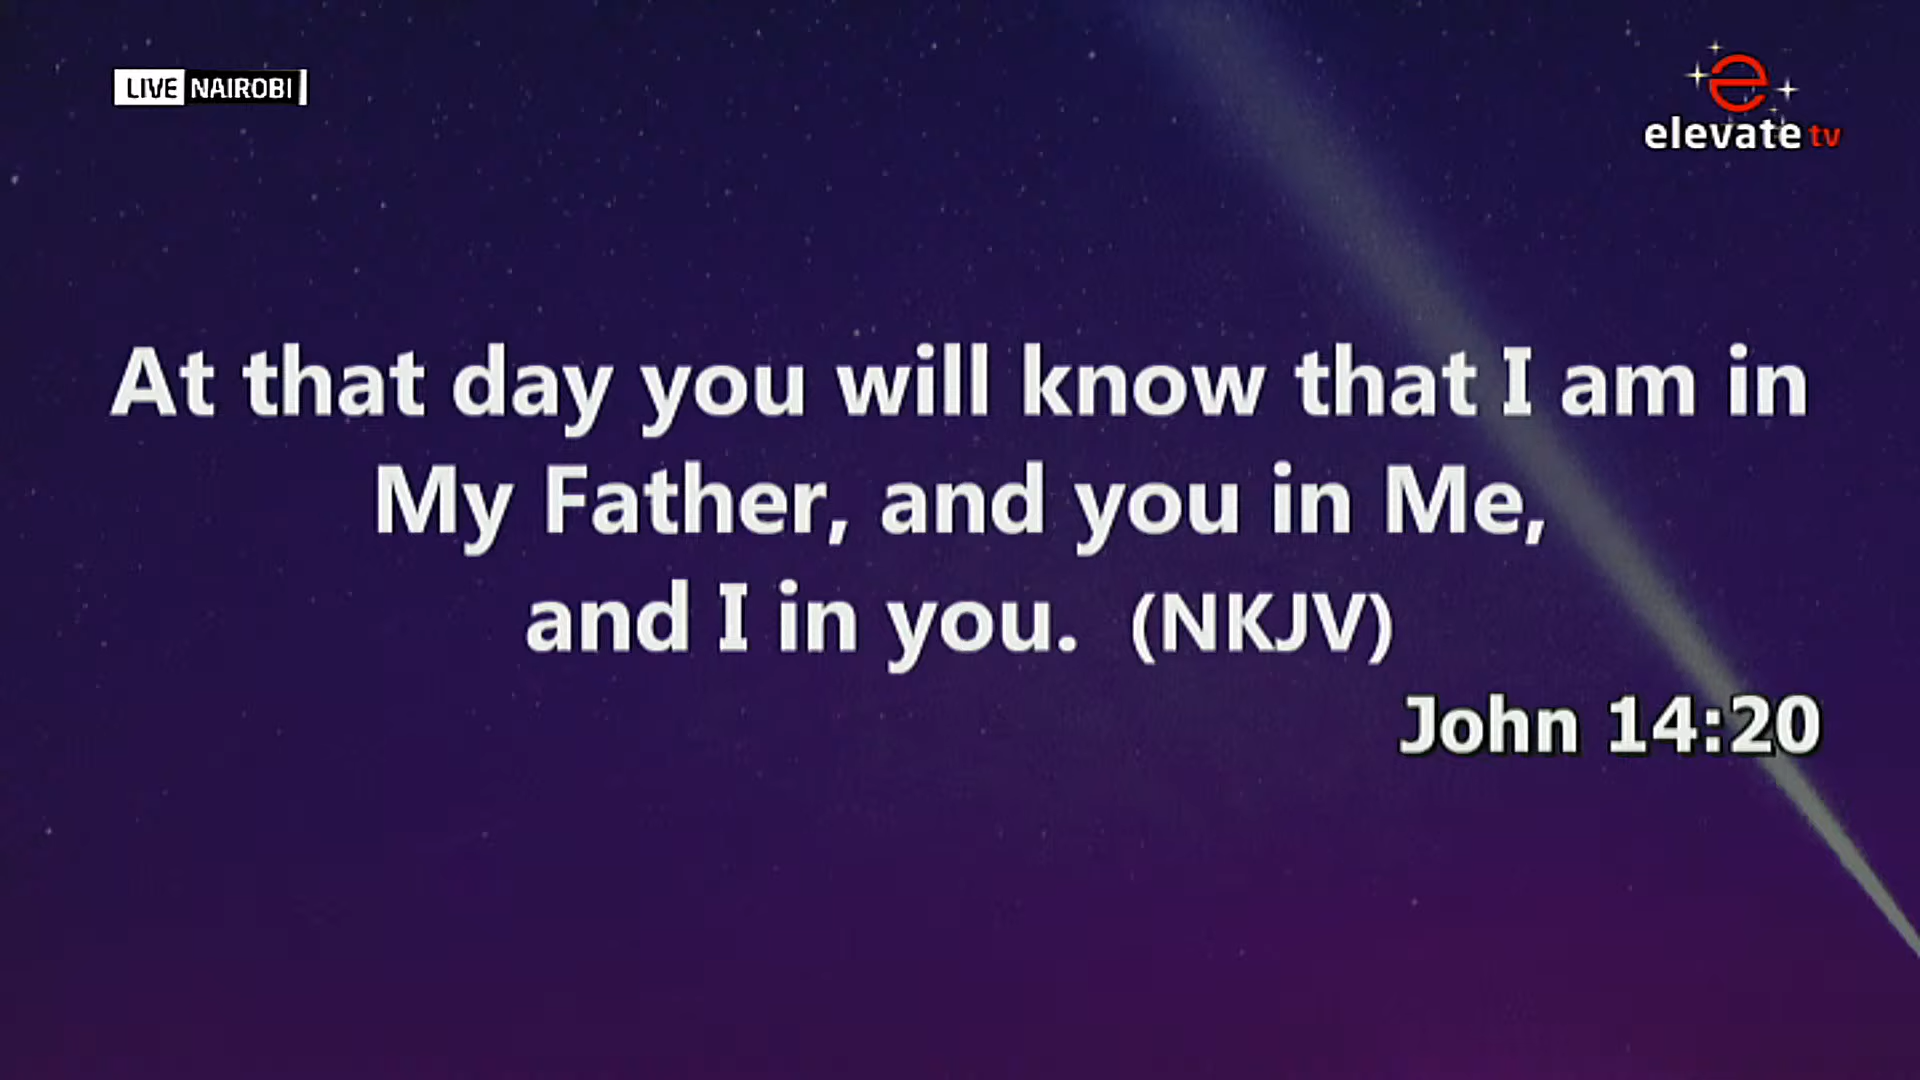 LIVE NAIROBI
e
elevate tv
At that day you will know that I am in
My Father, and you in Me,
and I in you. (NKJV)
John 14:20